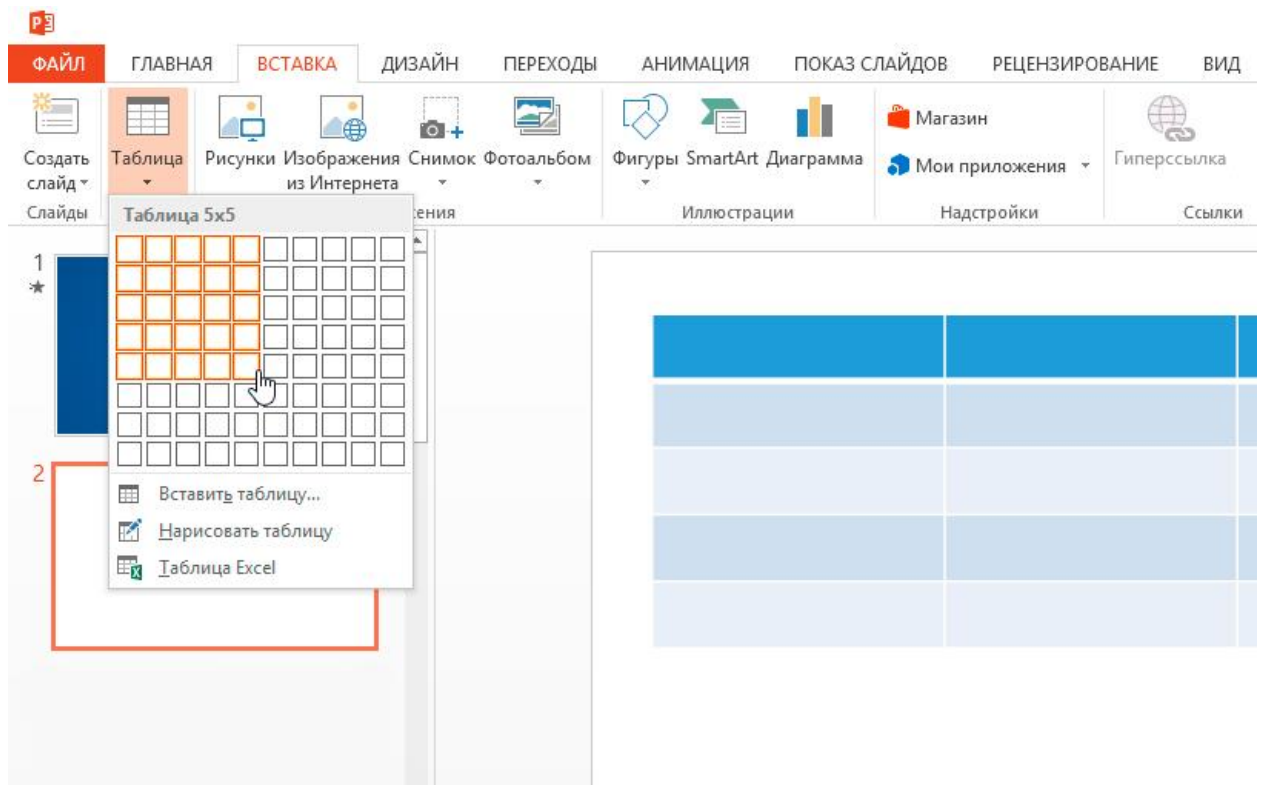 ФАЙЛ ГЛАВНАЯ ВСТАВКА ДИЗАЙН ПЕРЕХОДЫ АНИМАЦИЯ ПОКАЗ СЛАЙДОВ РЕЦЕНЗИРОВАНИЕ ВИД
Создать слайд
Таблица
Рисунки
Изображения из Интернета
Снимок
Фотоальбом
Фигуры
SmartArt
Диаграмма
Магазин
Мои приложения
Гиперссылка
Слайды
Иллюстрации
Надстройки
Ссылки
Таблица 5x5
Вставить таблицу...
Нарисовать таблицу
Таблица Excel
1
2